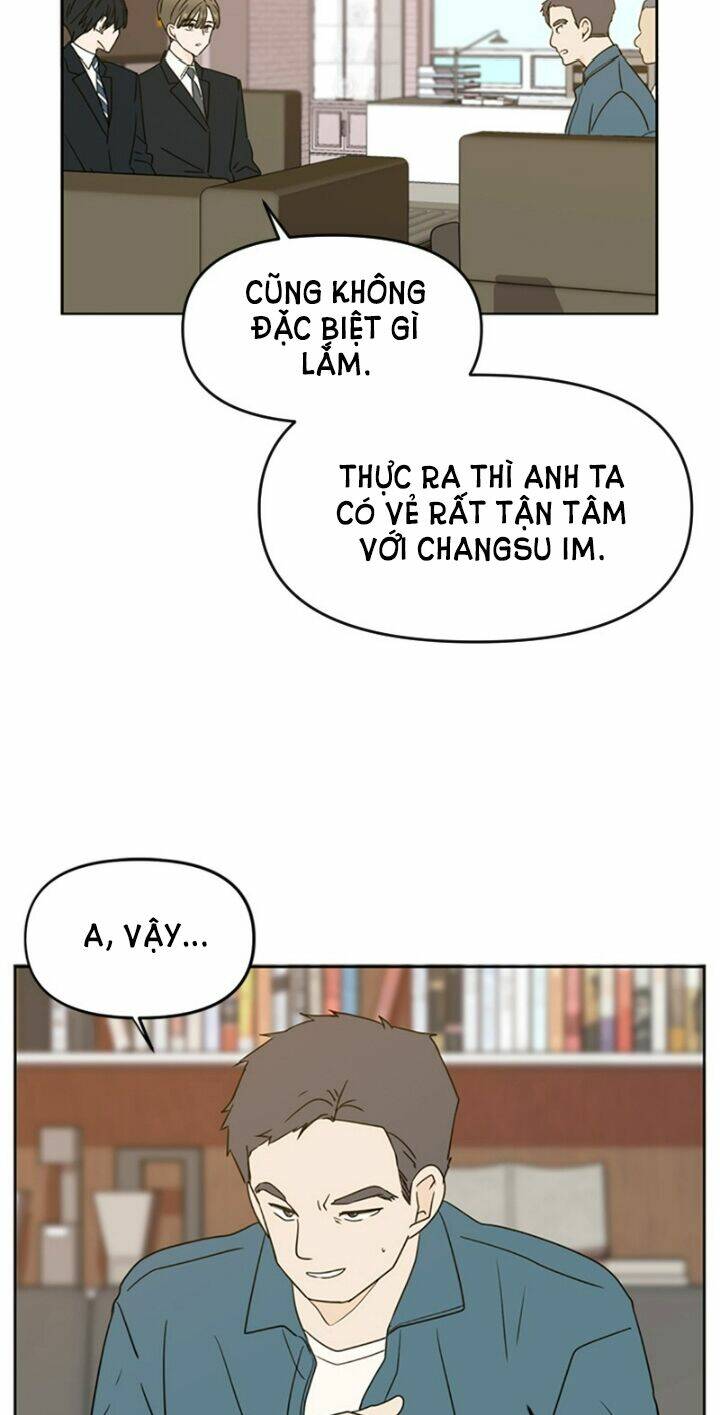 CŨNG KHÔNG
ĐẶC BIỆT GÌ
LẮM.
THỰC RA THÌ ANH TA
CÓ VẺ RẤT TẬN TÂM
VỚI CHANGSU IM.
A, VẬY...